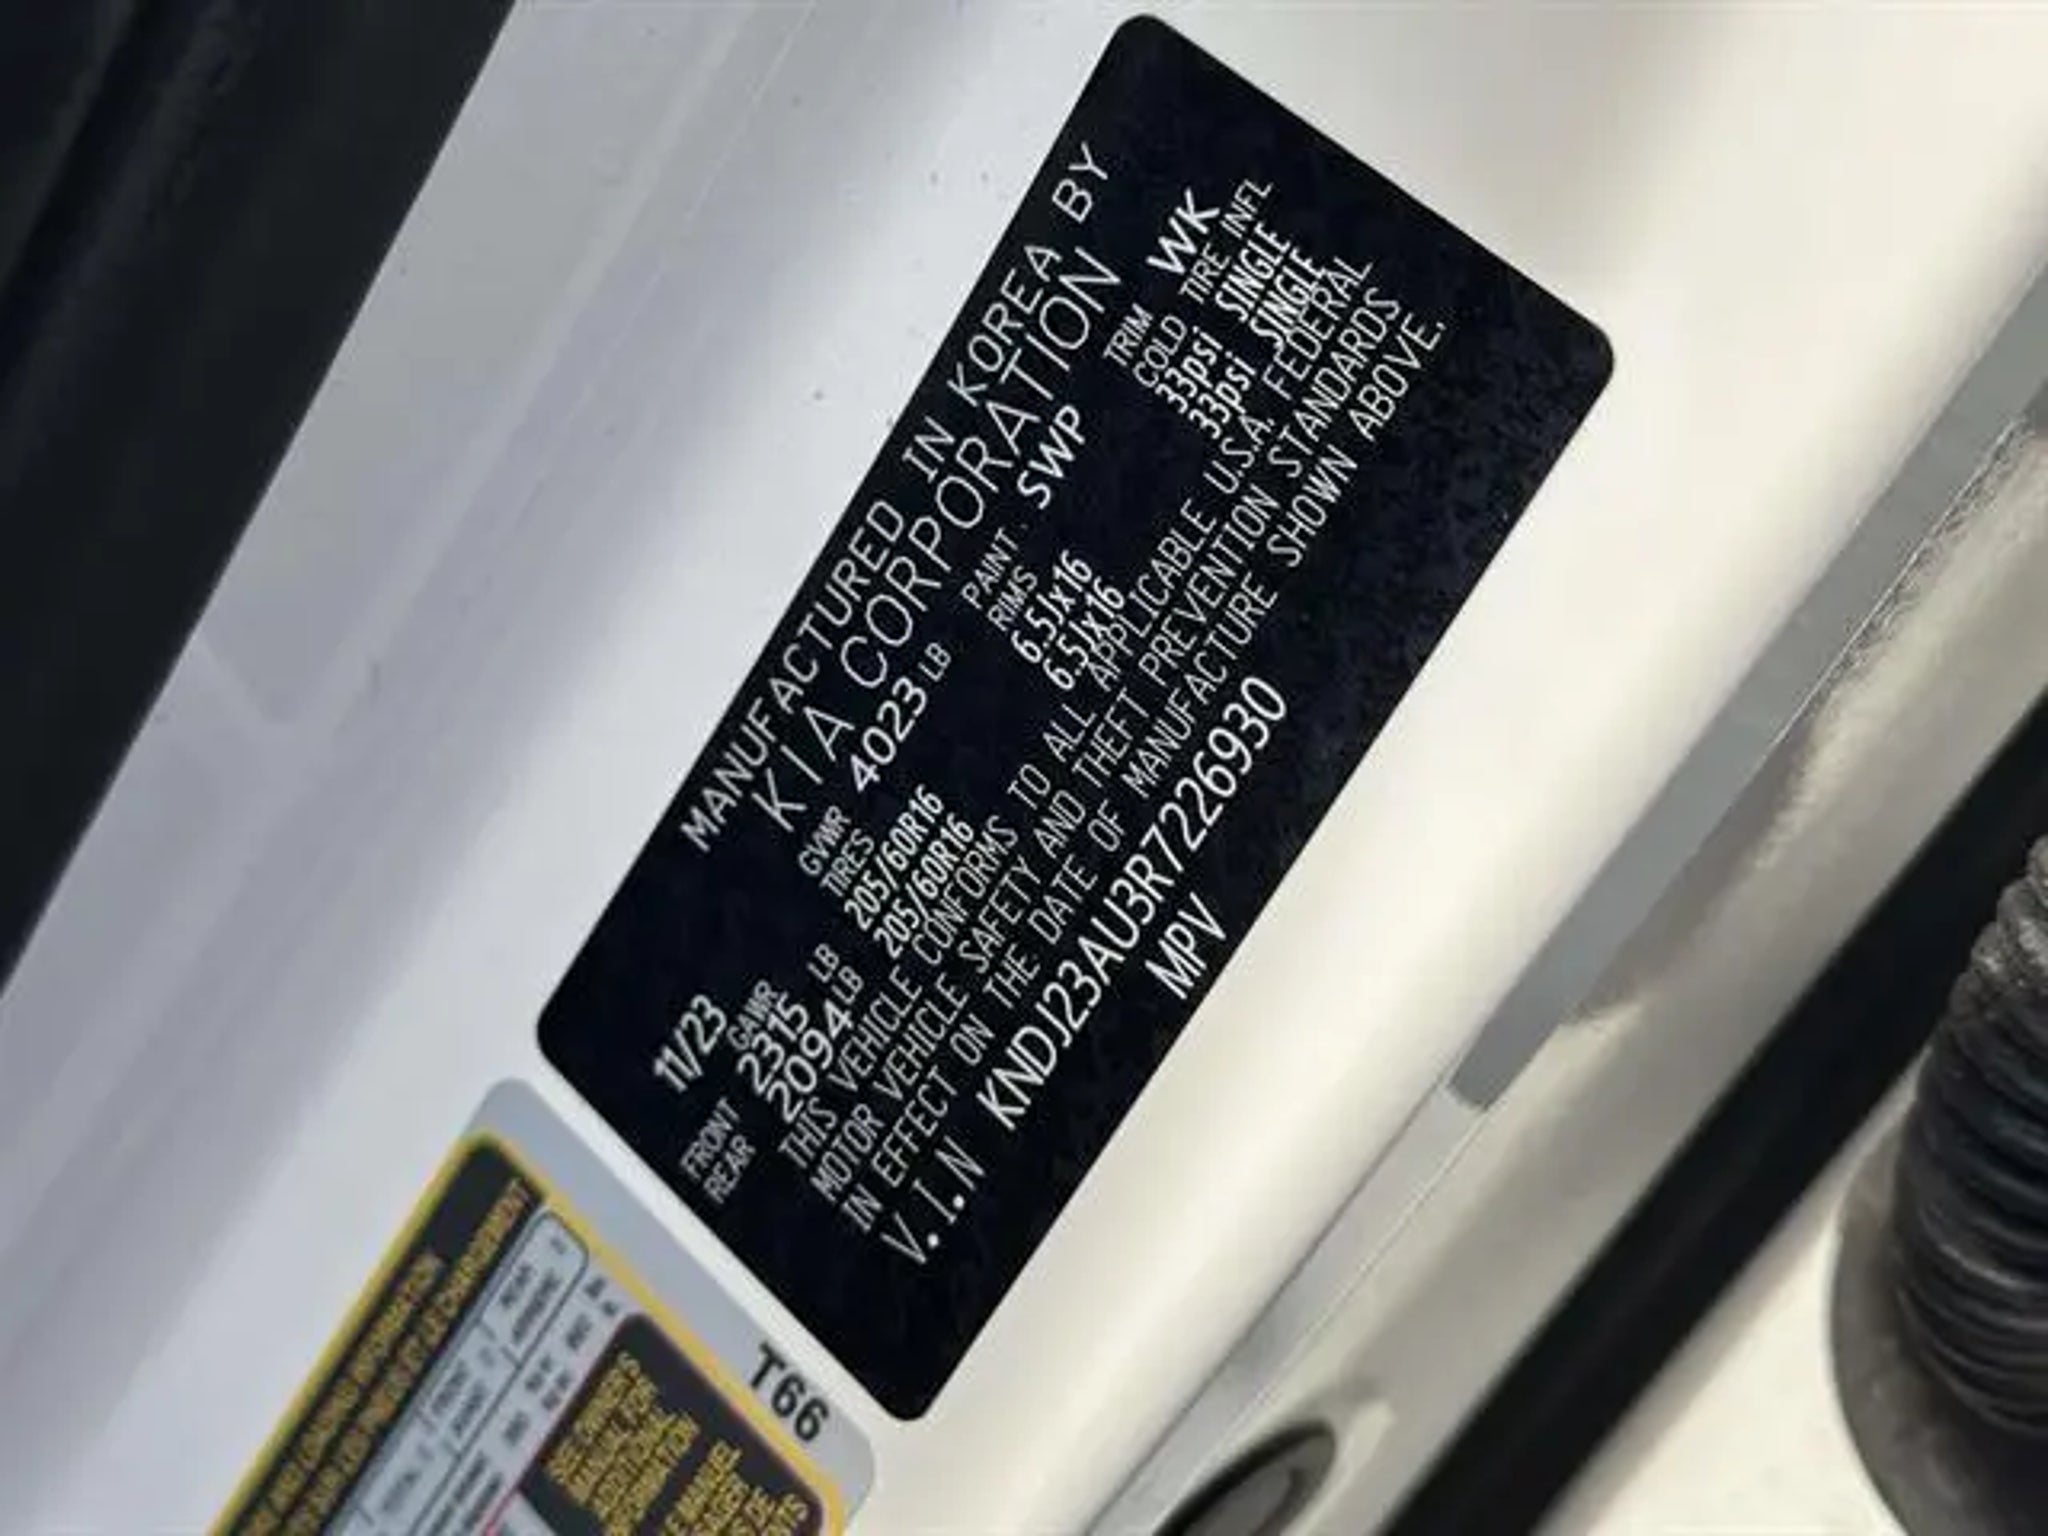 MANUFACTURED IN KOREA BY
KIA CORPORATION
11/23 GVWR 4023 LB PAINT SWP TRIM WK
GAWR TIRES RIMS COLD TIRE INFL
FRONT 2315 LB 205/60R16 6.5Jx16 33psi SINGLE
REAR 2094 LB 205/60R16 6.5Jx16 33psi SINGLE
THIS VEHICLE CONFORMS TO ALL APPLICABLE U.S.A. FEDERAL
MOTOR VEHICLE SAFETY AND THEFT PREVENTION STANDARDS
IN EFFECT ON THE DATE OF MANUFACTURE SHOWN ABOVE.
V.I.N KNDJ23AU3R7226930
MPV
T66